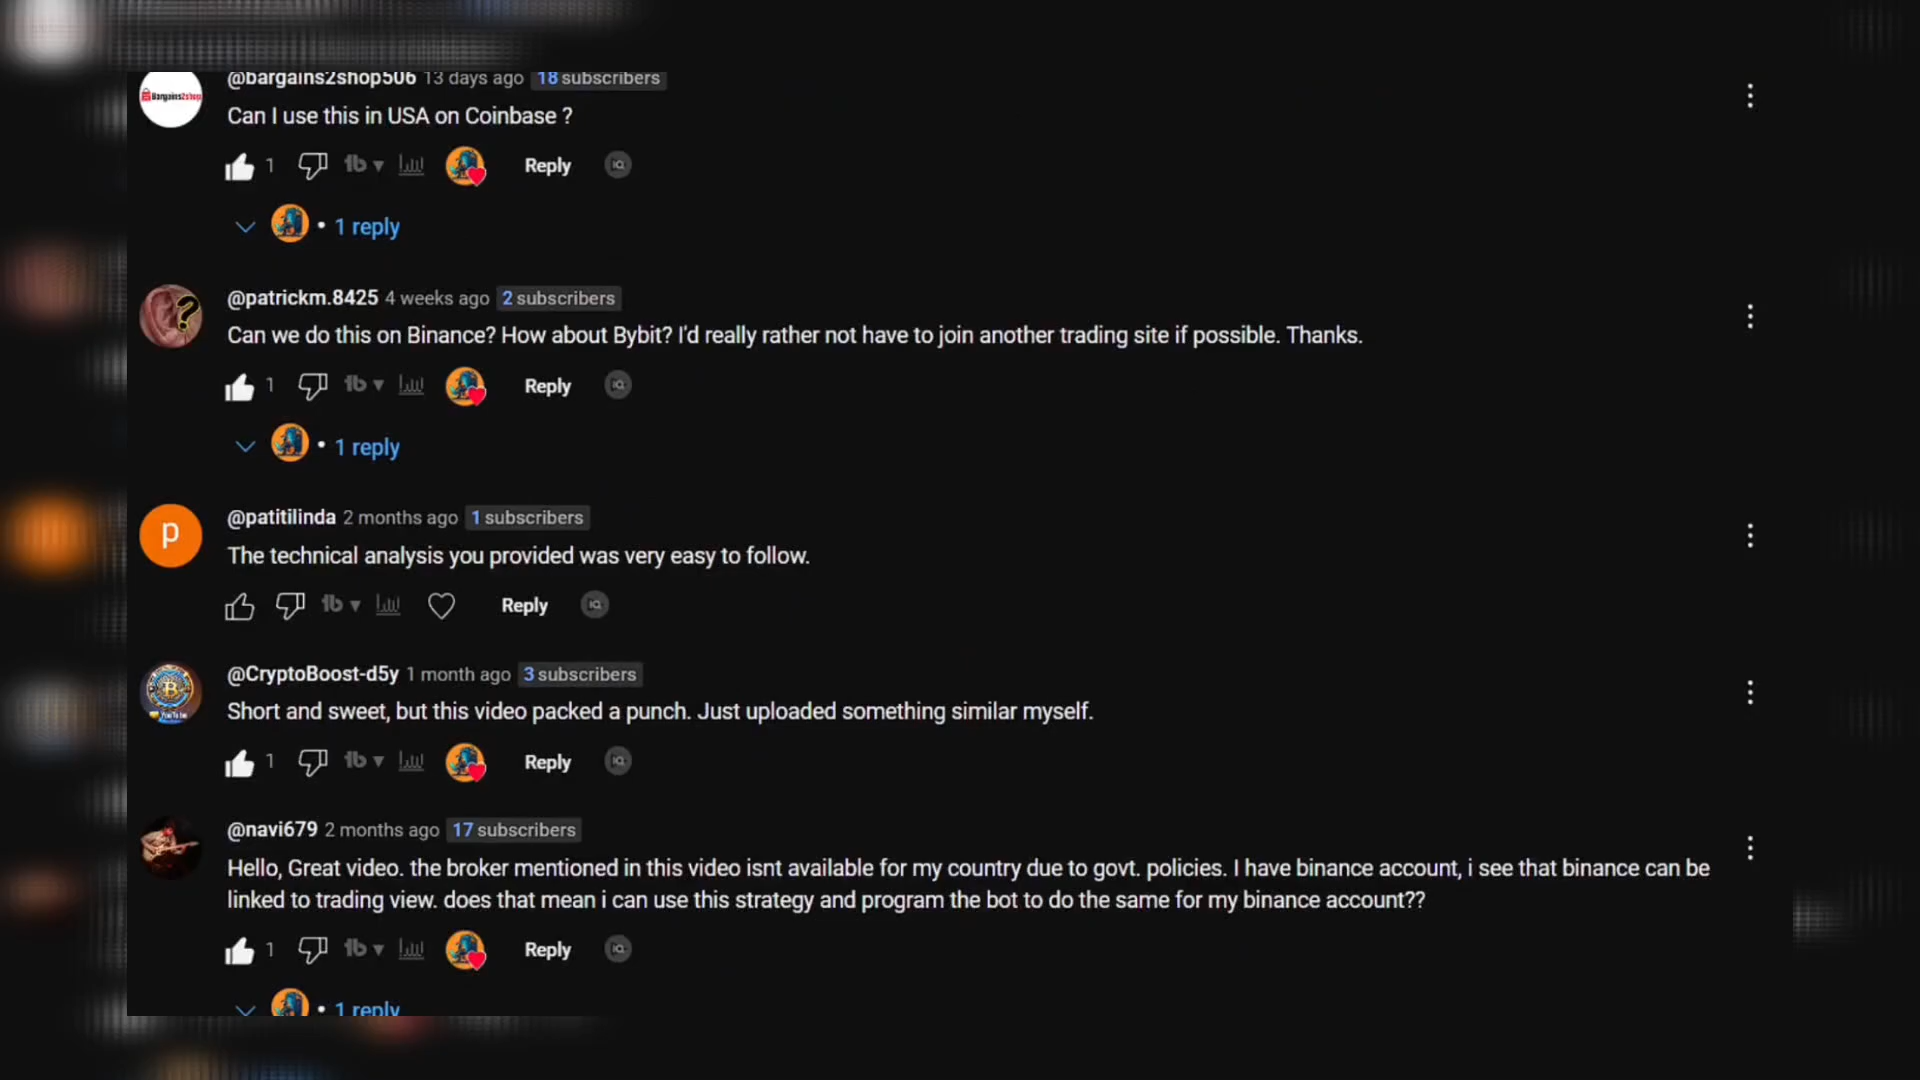 @bargains2shop506 13 days ago 18 subscribers
Bargains2shop
Can I use this in USA on Coinbase ?
1 Reply
• 1 reply
@patrickm.8425 4 weeks ago 2 subscribers
?
Can we do this on Binance? How about Bybit? I'd really rather not have to join another trading site if possible. Thanks.
1 Reply
• 1 reply
@patitilinda 2 months ago 1 subscribers
p
The technical analysis you provided was very easy to follow.
Reply
@CryptoBoost-d5y 1 month ago 3 subscribers
B
Short and sweet, but this video packed a punch. Just uploaded something similar myself.
1 Reply
@navi679 2 months ago 17 subscribers
Hello, Great video. the broker mentioned in this video isnt available for my country due to govt. policies. I have binance account, i see that binance can be
linked to trading view. does that mean i can use this strategy and program the bot to do the same for my binance account??
1 Reply
• 1 reply